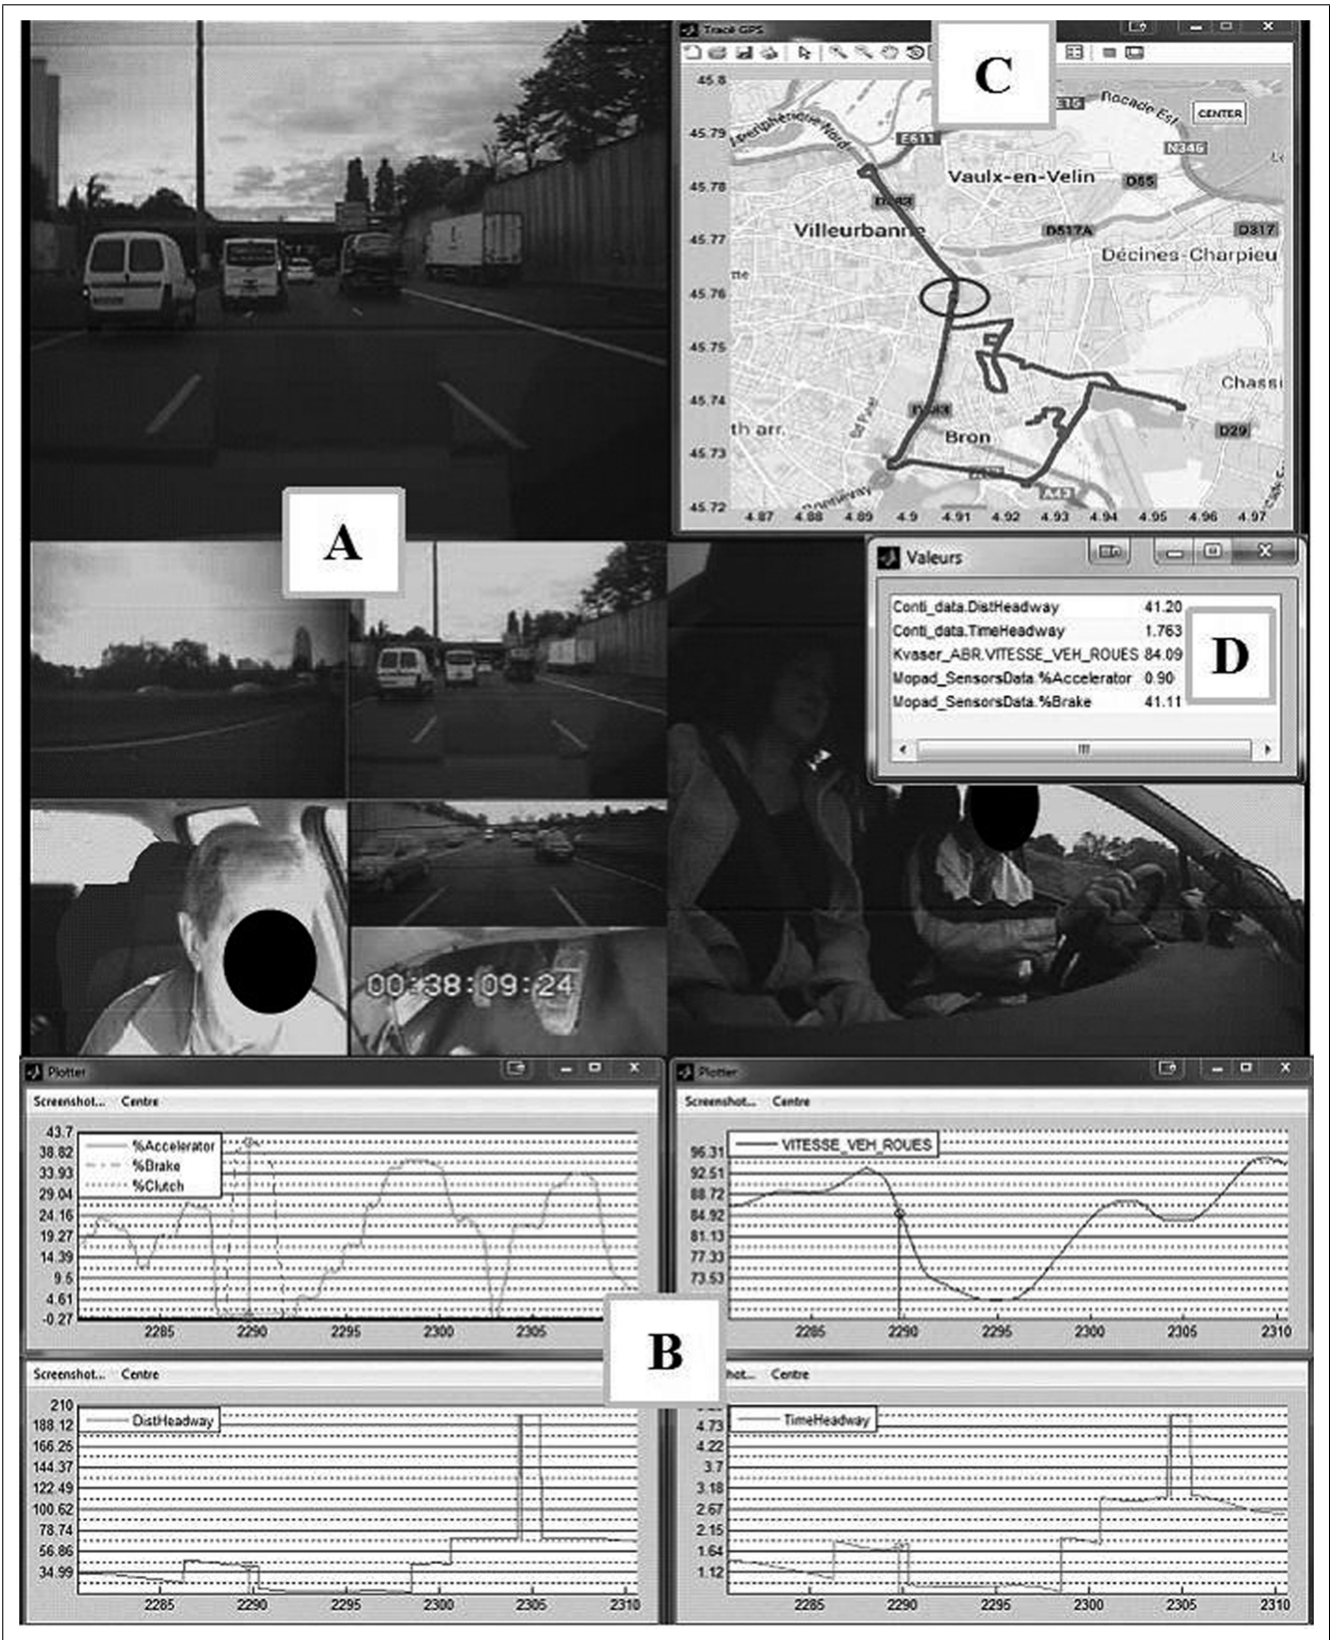 Tracé GPS
C
45.8
45.79
45.78
45.77
45.76
45.75
45.74
45.73
45.72
Periphérique Nord
E611
E15
Rocade Est
CENTER
N346
Vaulx-en-Velin
D55
D383
Villeurbanne
D517A
D317
Décines-Charpieu
Chassi
D383
Bd Pinel
th arr.
Bron
D29
A43
4.87 4.88 4.89 4.9 4.91 4.92 4.93 4.94 4.95 4.96 4.97
A
Valeurs
Conti_data.DistHeadway 41.20
Conti_data.TimeHeadway 1.763
Kvaser_ABR.VITESSE_VEH_ROUES 84.09
Mopad_SensorsData.%Accelerator 0.90
Mopad_SensorsData.%Brake 41.11
D
00:38:09:24
Plotter
Screenshot... Centre
43.7
38.82
33.93
29.04
24.16
19.27
14.39
9.5
4.61
-0.27
%Accelerator
%Brake
%Clutch
2285 2290 2295 2300 2305
Plotter
Screenshot... Centre
VITESSE_VEH_ROUES
96.31
92.51
88.72
84.92
81.13
77.33
73.53
2285 2290 2295 2300 2305 2310
B
Screenshot... Centre
210
188.12
166.25
144.37
122.49
100.62
78.74
56.86
34.99
DistHeadway
2285 2290 2295 2300 2305 2310
hot... Centre
TimeHeadway
4.73
4.22
3.7
3.18
2.67
2.15
1.64
1.12
2285 2290 2295 2300 2305 2310